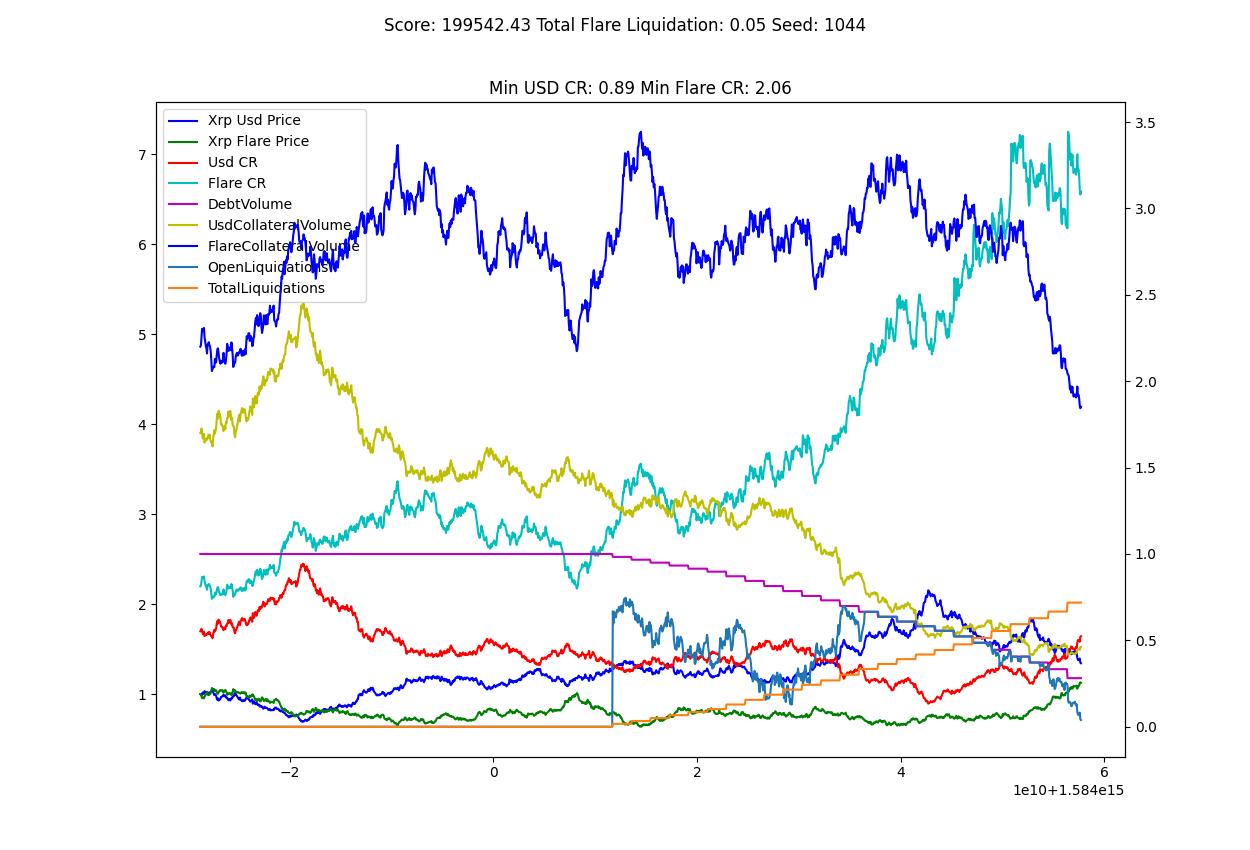 Score: 199542.43 Total Flare Liquidation: 0.05 Seed: 1044
Min USD CR: 0.89 Min Flare CR: 2.06
Xrp Usd Price
Xrp Flare Price
Usd CR
Flare CR
DebtVolume
UsdCollateralVolume
FlareCollateralVolume
OpenLiquidations
TotalLiquidations
7
6
5
4
3
2
1
3.5
3.0
2.5
2.0
1.5
1.0
0.5
0.0
−2
0
2
4
6
1e10+1.584e15